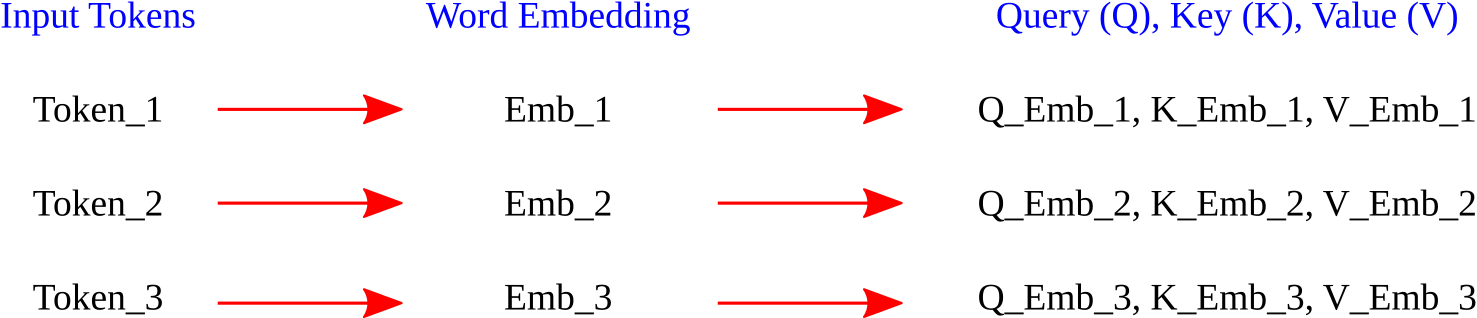 Input Tokens Word Embedding Query (Q), Key (K), Value (V)
Token_1 Emb_1 Q_Emb_1, K_Emb_1, V_Emb_1
Token_2 Emb_2 Q_Emb_2, K_Emb_2, V_Emb_2
Token_3 Emb_3 Q_Emb_3, K_Emb_3, V_Emb_3